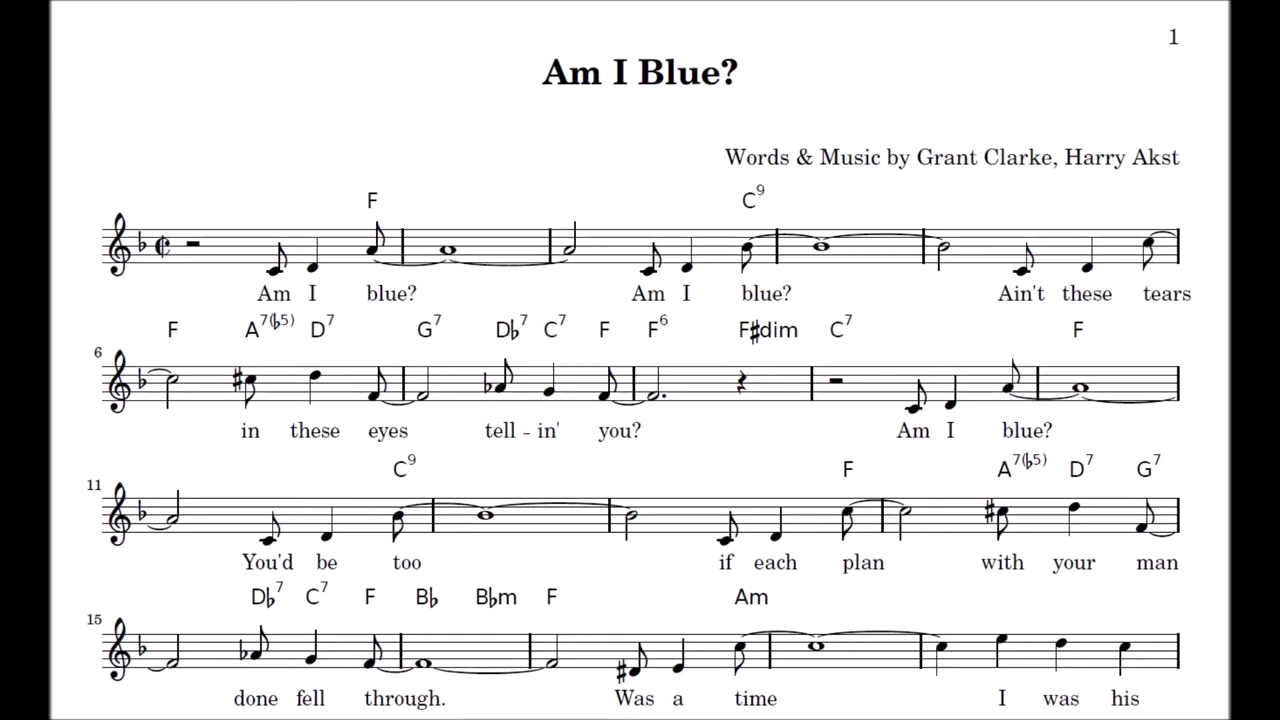 1
Am I Blue?
Words & Music by Grant Clarke, Harry Akst
F C9
Am I blue? Am I blue? Ain't these tears
F A7(♭5) D7 G7 D♭7 C7 F F6 F♯dim C7 F
6
in these eyes tell - in' you? Am I blue?
C9 F A7(♭5) D7 G7
11
You'd be too if each plan with your man
D♭7 C7 F B♭ B♭m F Am
15
done fell through. Was a time I was his